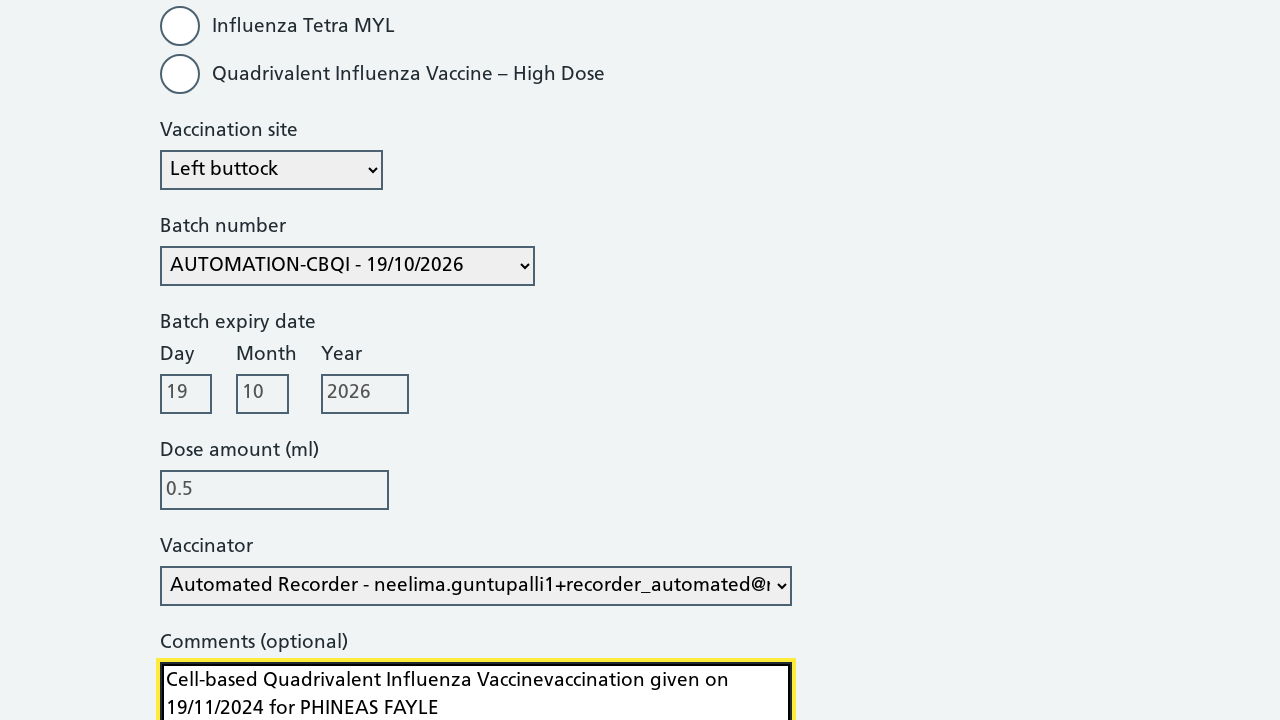 Influenza Tetra MYL
Quadrivalent Influenza Vaccine – High Dose
Vaccination site
Left buttock
Batch number
AUTOMATION-CBQI - 19/10/2026
Batch expiry date
Day Month Year
19 10 2026
Dose amount (ml)
0.5
Vaccinator
Automated Recorder - neelima.guntupalli1+recorder_automated@
Comments (optional)
Cell-based Quadrivalent Influenza Vaccinevaccination given on
19/11/2024 for PHINEAS FAYLE